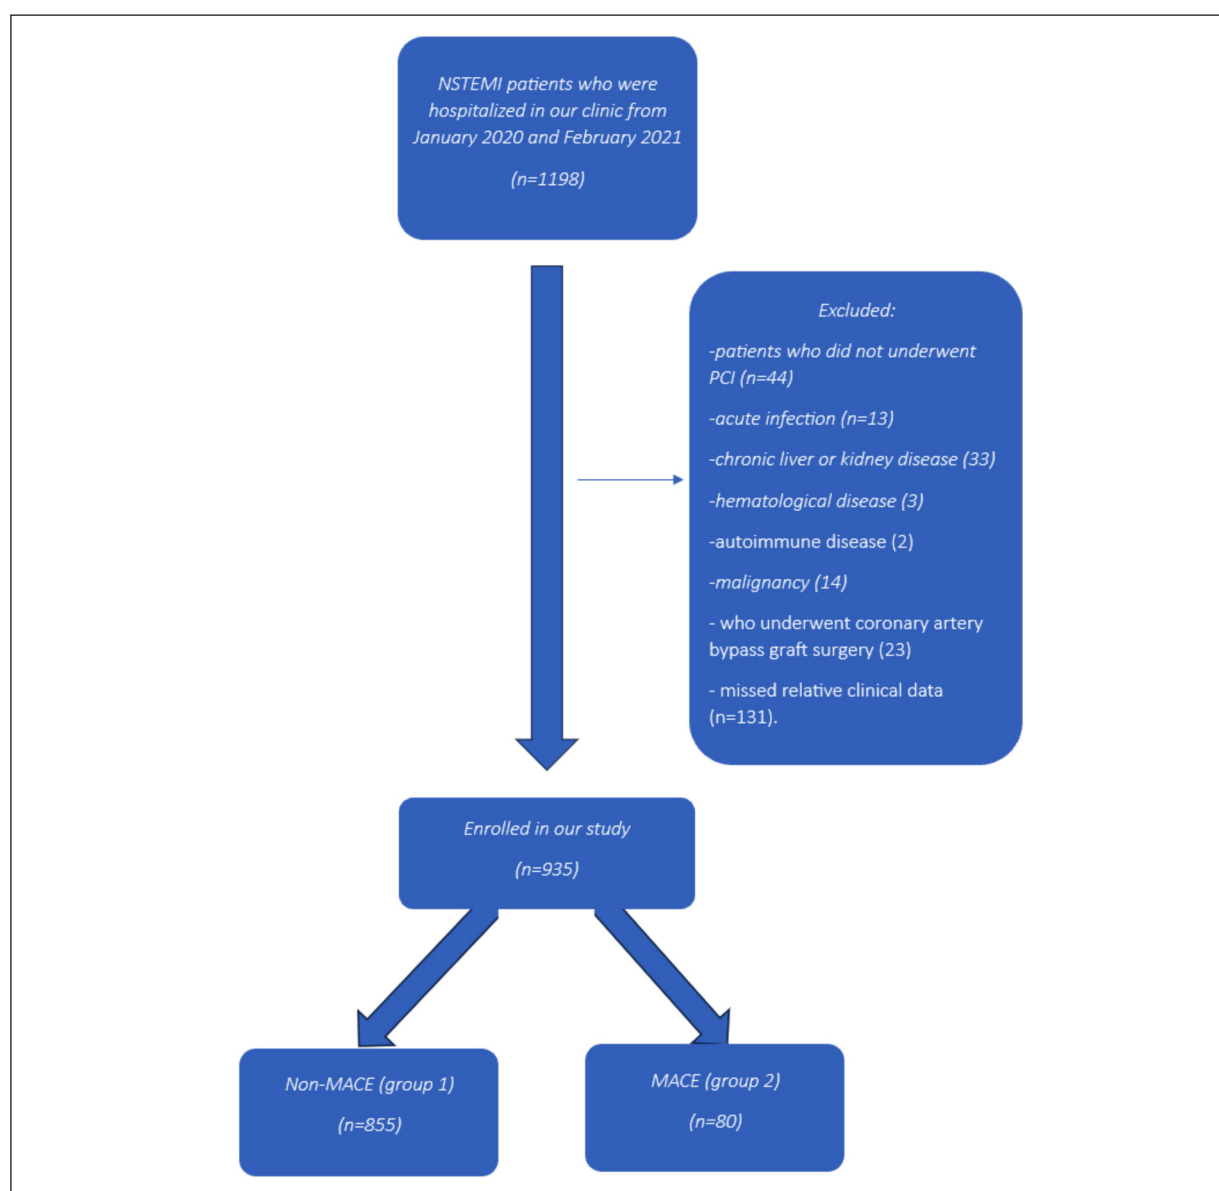 NSTEMI patients who were
hospitalized in our clinic from
January 2020 and February 2021
(n=1198)
Excluded:
-patients who did not underwent
PCI (n=44)
-acute infection (n=13)
-chronic liver or kidney disease (33)
-hematological disease (3)
-autoimmune disease (2)
-malignancy (14)
- who underwent coronary artery
bypass graft surgery (23)
- missed relative clinical data
(n=131).
Enrolled in our study
(n=935)
Non-MACE (group 1)
(n=855)
MACE (group 2)
(n=80)